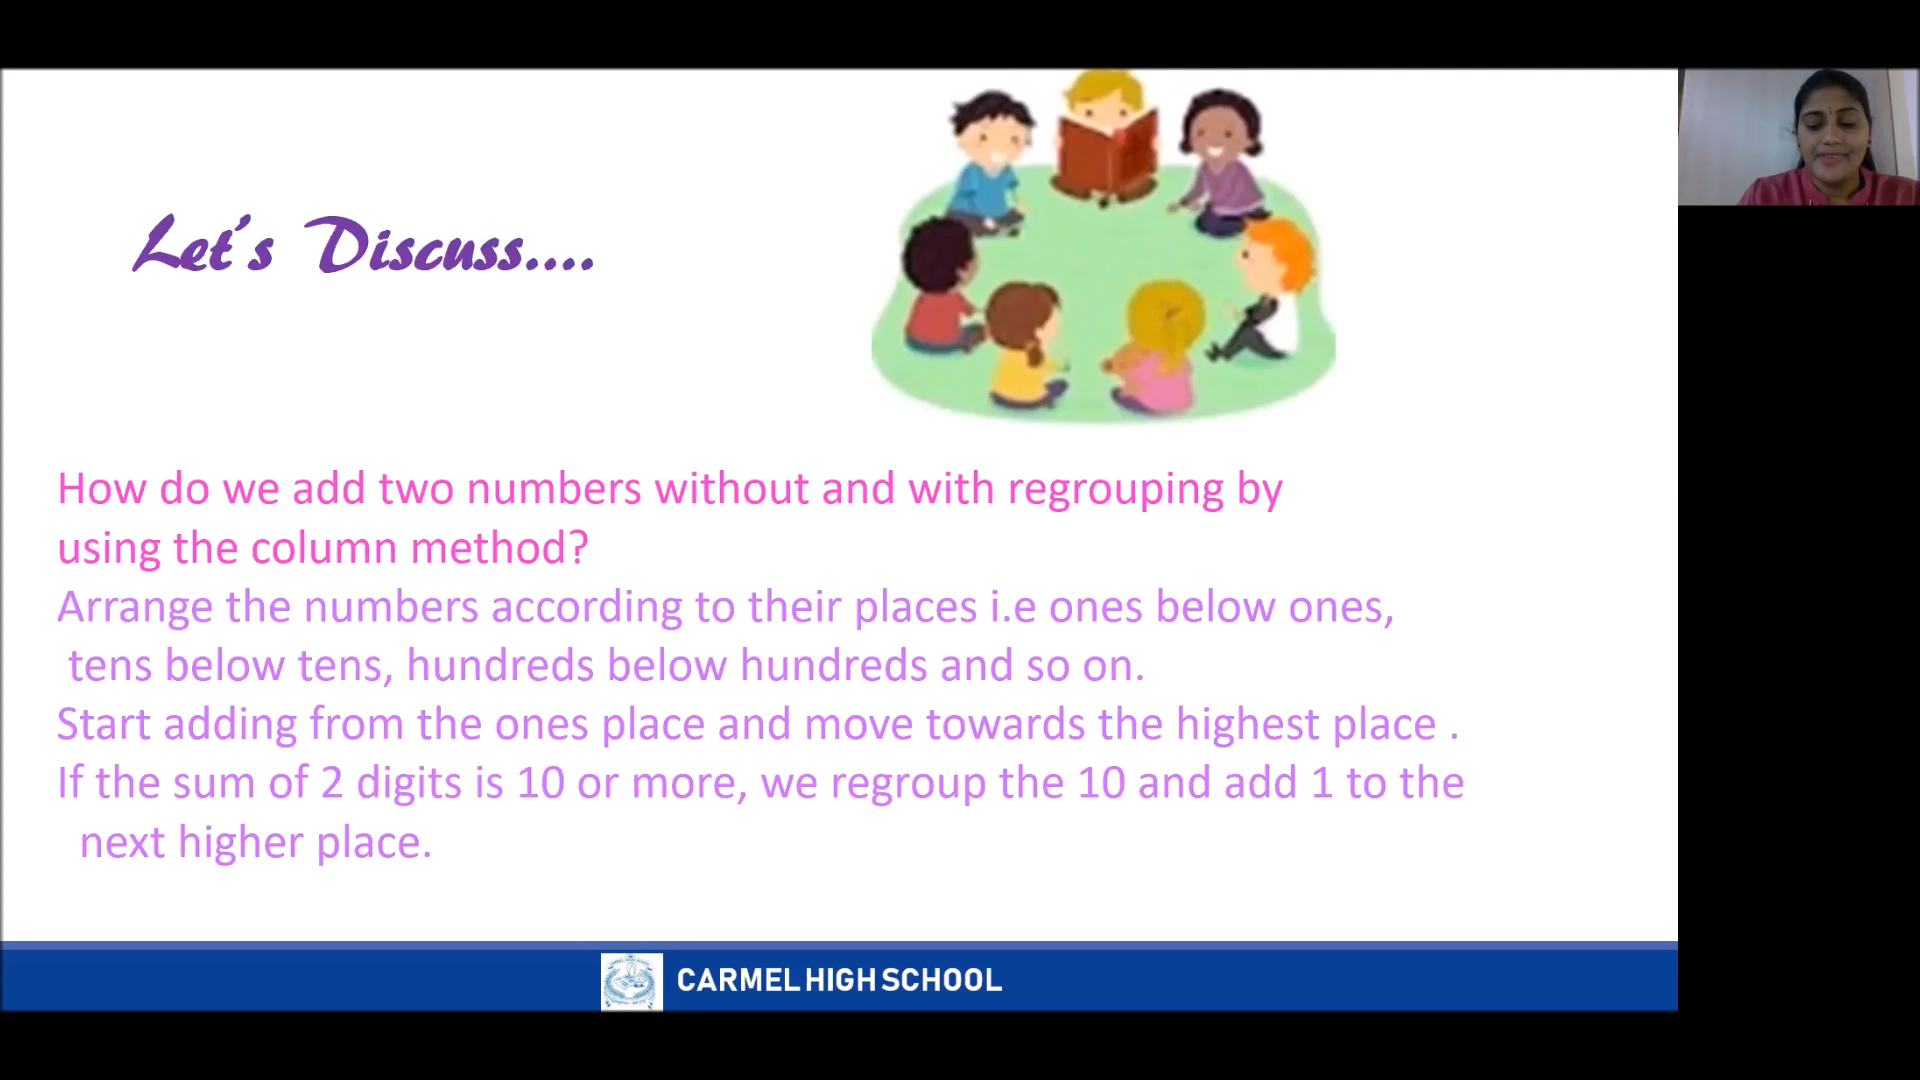 Let's Discuss....
How do we add two numbers without and with regrouping by
using the column method?
Arrange the numbers according to their places i.e ones below ones,
tens below tens, hundreds below hundreds and so on.
Start adding from the ones place and move towards the highest place .
If the sum of 2 digits is 10 or more, we regroup the 10 and add 1 to the
next higher place.
CARMEL HIGH SCHOOL